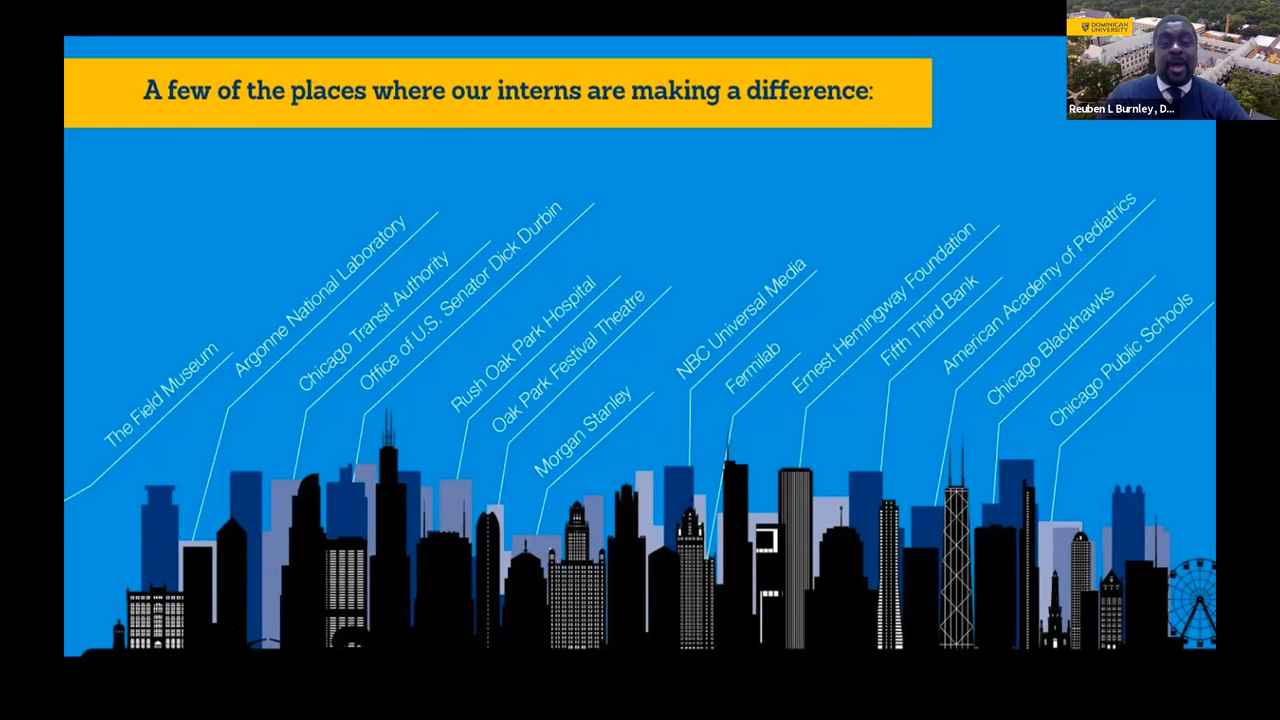 A few of the places where our interns are making a difference:
DOMINICAN
UNIVERSITY
Reuben L Burnley, D...
The Field Museum
Argonne National Laboratory
Chicago Transit Authority
Office of U.S. Senator Dick Durbin
Rush Oak Park Hospital
Oak Park Festival Theatre
Morgan Stanley
NBC Universal Media
Fermilab
Ernest Hemingway Foundation
Fifth Third Bank
American Academy of Pediatrics
Chicago Blackhawks
Chicago Public Schools